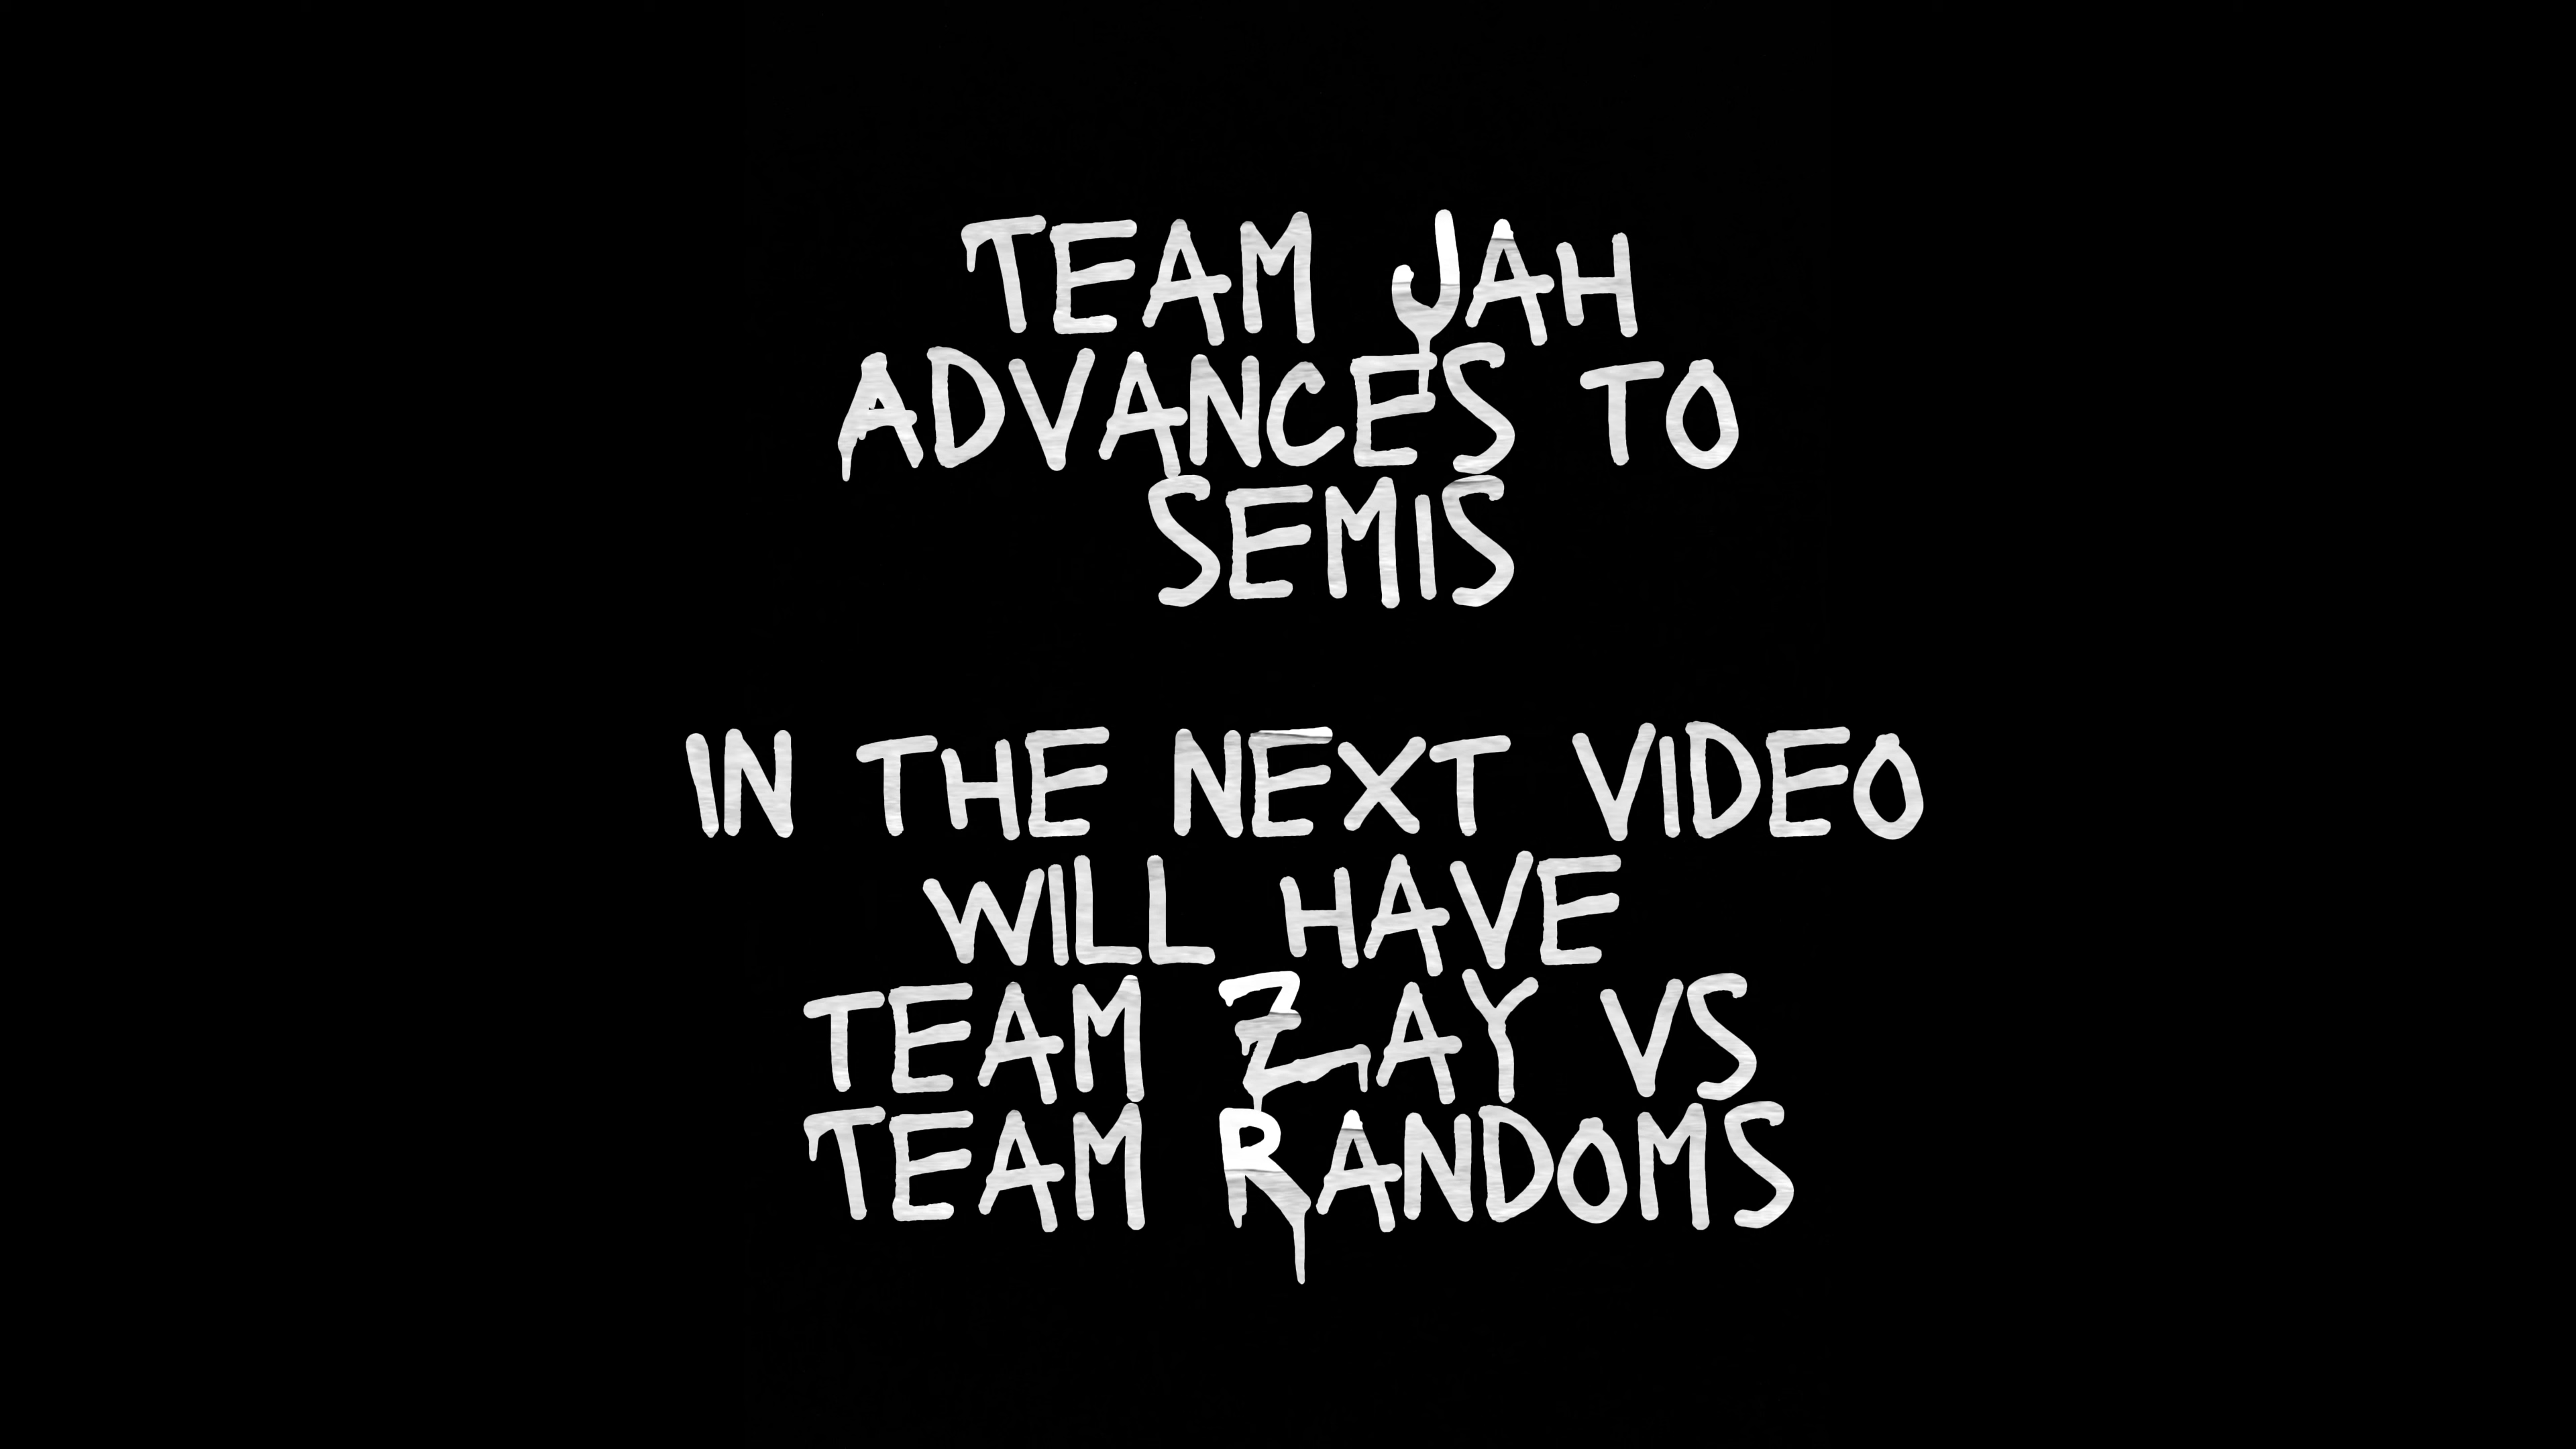 TEAM JAH
ADVANCES TO
SEMIS
IN THE NEXT VIDEO
WILL HAVE
TEAM ZAY VS
TEAM RANDOMS